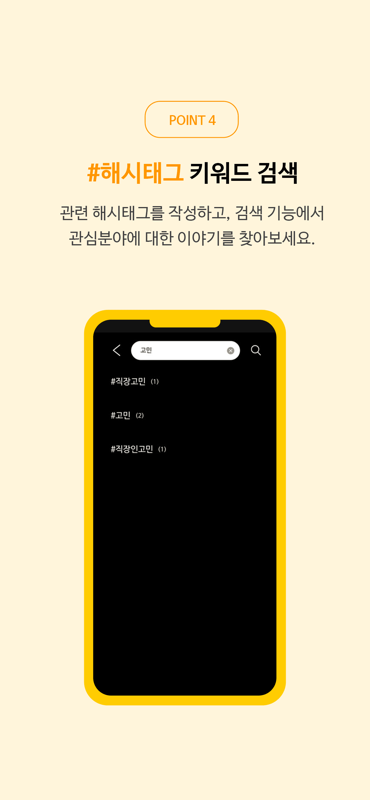 POINT 4
#해시태그 키워드 검색
관련 해시태그를 작성하고, 검색 기능에서
관심분야에 대한 이야기를 찾아보세요.
고민
#직장고민 (1)
#고민 (2)
#직장인고민 (1)